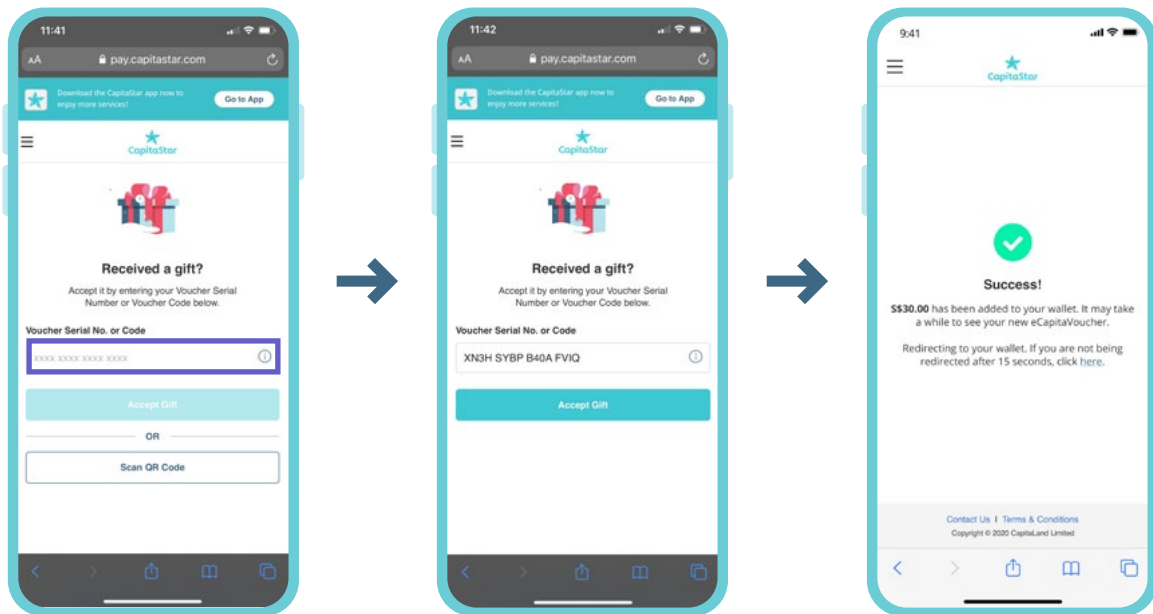 11:41
AA pay.capitastar.com
Download the CapitaStar app now to
enjoy more services!
Go to App
CapitaStar
Received a gift?
Accept it by entering your Voucher Serial
Number or Voucher Code below.
Voucher Serial No. or Code
xxxx xxxx xxxx xxxx
Accept Gift
OR
Scan QR Code
11:42
AA pay.capitastar.com
Download the CapitaStar app now to
enjoy more services!
Go to App
CapitaStar
Received a gift?
Accept it by entering your Voucher Serial
Number or Voucher Code below.
Voucher Serial No. or Code
XN3H SYBP B40A FVIQ
Accept Gift
9:41
CapitaStar
Success!
S$30.00 has been added to your wallet. It may take
a while to see your new eCapitaVoucher.
Redirecting to your wallet. If you are not being
redirected after 15 seconds, click here.
Contact Us | Terms & Conditions
Copyright © 2020 CapitaLand Limited